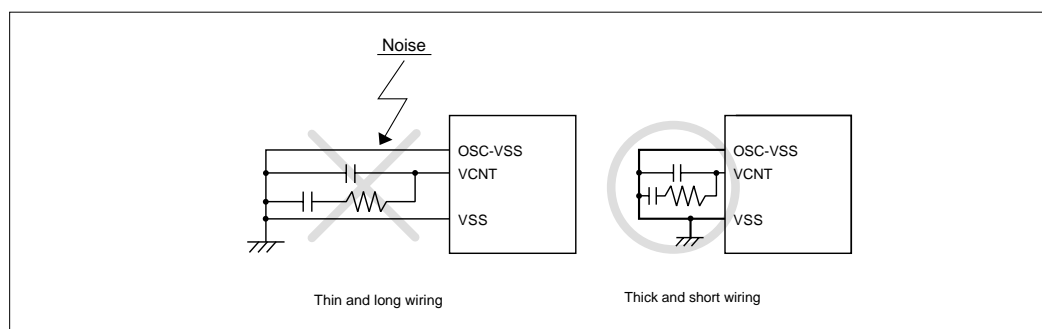 Noise
OSC-VSS
VCNT
VSS
Thin and long wiring
OSC-VSS
VCNT
VSS
Thick and short wiring